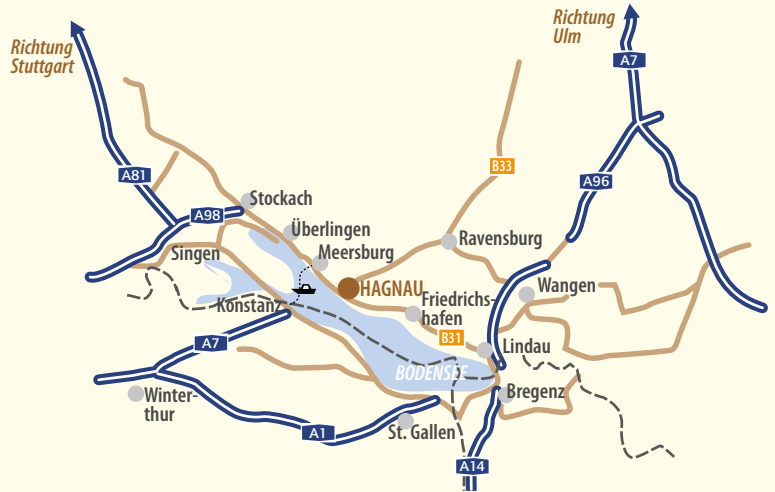 Richtung
Ulm
Richtung
Stuttgart
A7
B33
A81
A96
Stockach
A98
Überlingen
Ravensburg
Meersburg
Singen
HAGNAU
Wangen
Friedrichs-
hafen
Konstanz
B31
A7
Lindau
BODENSEE
Bregenz
Winter-
thur
A1
St. Gallen
A14